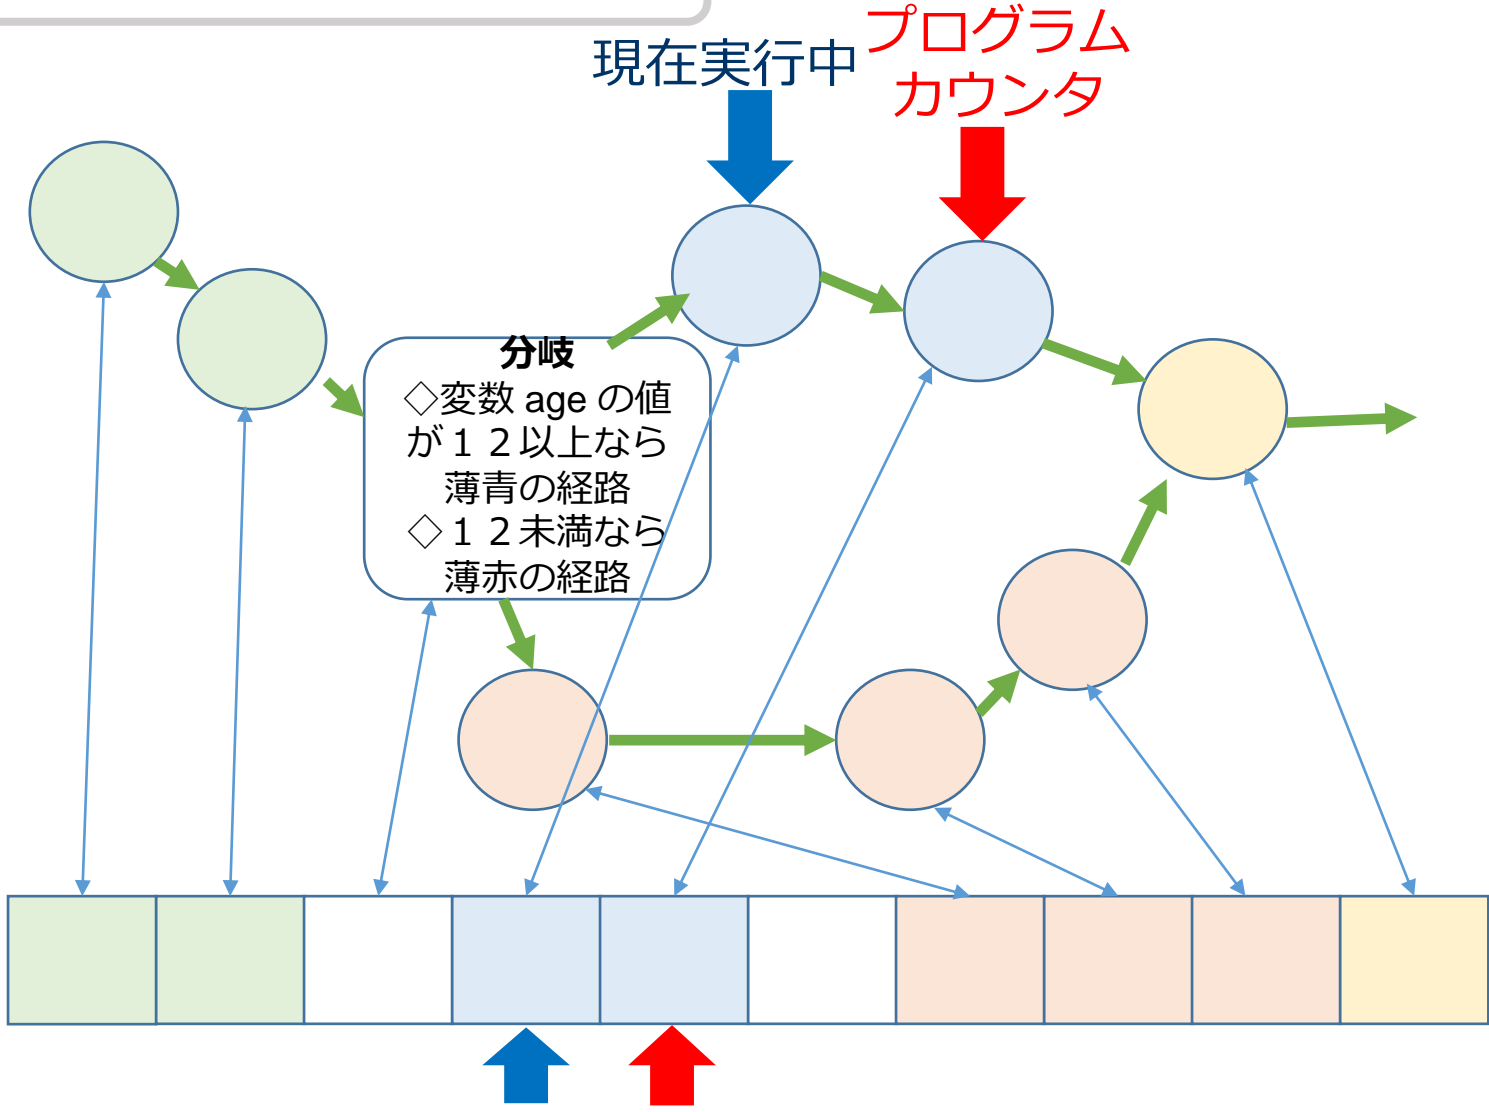 現在実行中
プログラム
カウンタ
分岐
◇変数 age の値
が１２以上なら
薄青の経路
◇１２未満なら
薄赤の経路